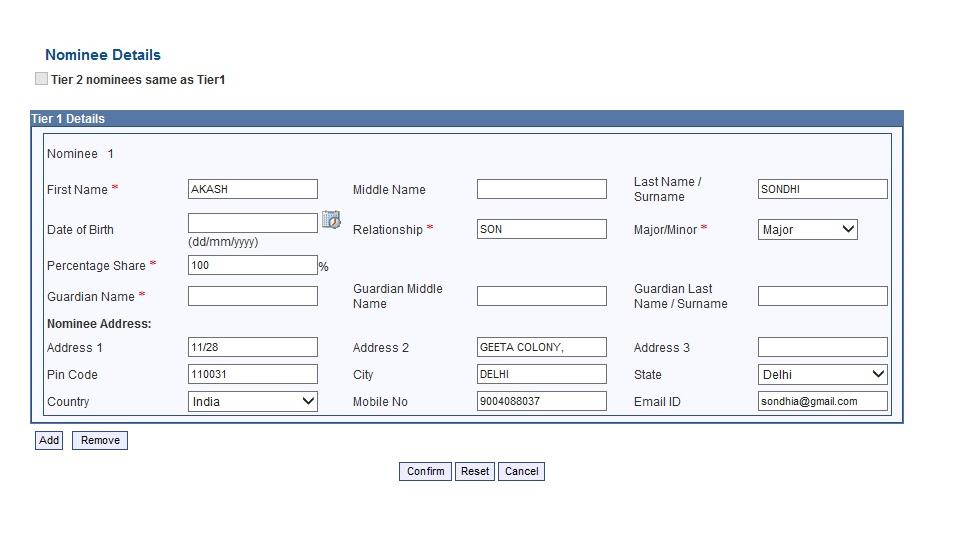 Nominee Details
Tier 2 nominees same as Tier1
Tier 1 Details
Nominee 1
First Name * AKASH Middle Name Last Name / Surname SONDHI
Date of Birth (dd/mm/yyyy) Relationship * SON Major/Minor * Major
Percentage Share * 100 %
Guardian Name * Guardian Middle Name Guardian Last Name / Surname
Nominee Address:
Address 1 11/28 Address 2 GEETA COLONY, Address 3
Pin Code 110031 City DELHI State Delhi
Country India Mobile No 9004088037 Email ID sondhia@gmail.com
Add Remove
Confirm Reset Cancel